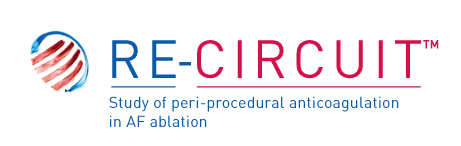 RE-CIRCUIT™
Study of peri-procedural anticoagulation
in AF ablation